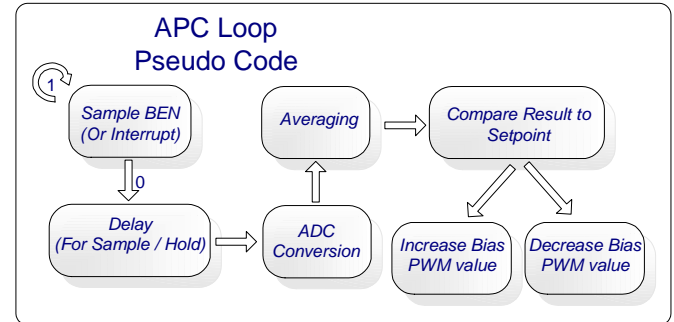 APC Loop
Pseudo Code
1
Sample BEN
(Or Interrupt)
0
Delay
(For Sample / Hold)
ADC
Conversion
Averaging
Compare Result to
Setpoint
Increase Bias
PWM value
Decrease Bias
PWM value